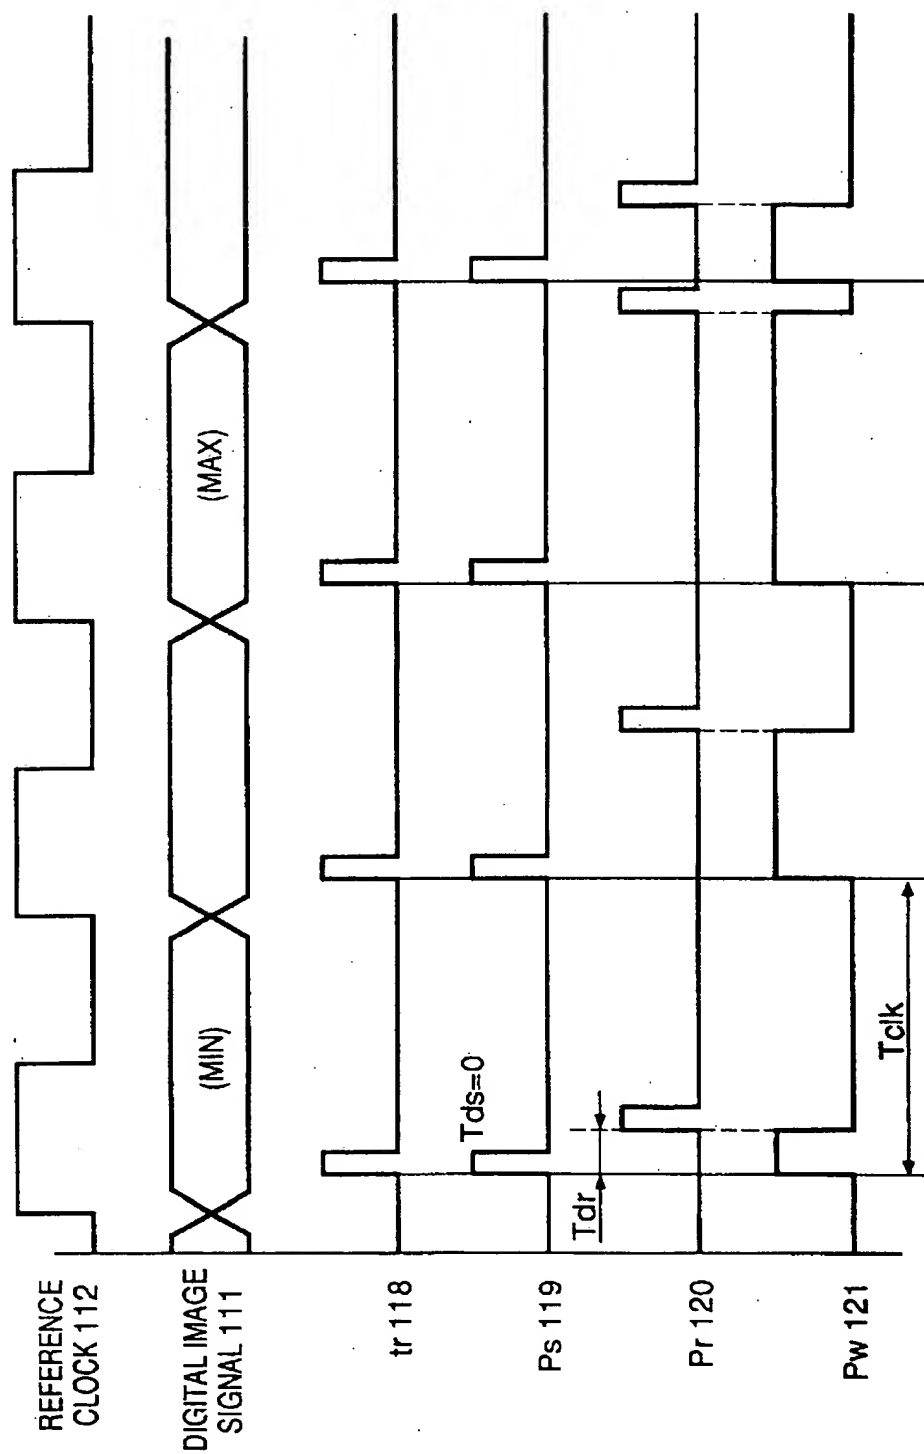 REFERENCE
CLOCK 112
DIGITAL IMAGE
SIGNAL 111
(MIN)
(MAX)
tr 118
Ps 119
Tds=0
Pr 120
Tdr
Pw 121
Tclk